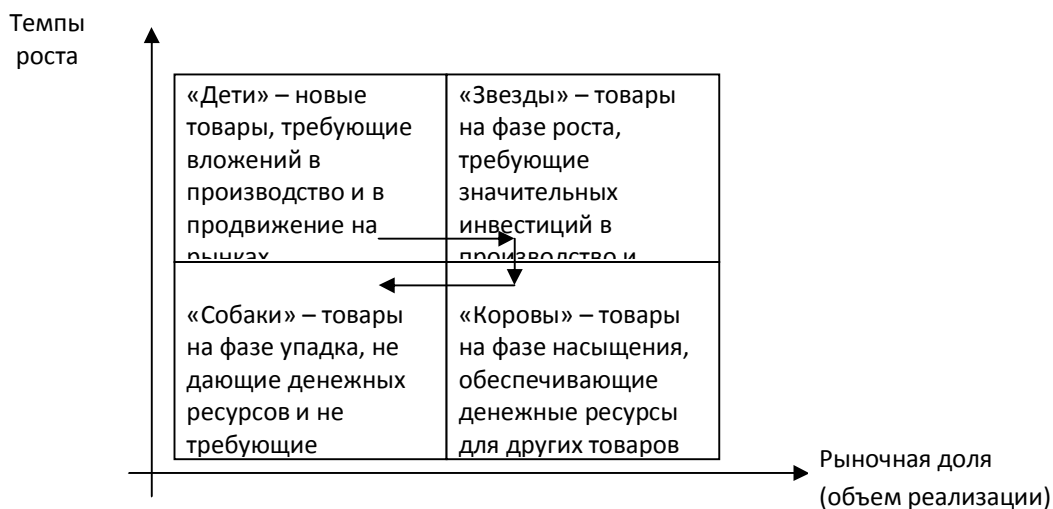 Темпы
роста
«Дети» – новые
товары, требующие
вложений в
производство и в
продвижение на
рынках
«Звезды» – товары
на фазе роста,
требующие
значительных
инвестиций в
производство и
«Собаки» – товары
на фазе упадка, не
дающие денежных
ресурсов и не
требующие
«Коровы» – товары
на фазе насыщения,
обеспечивающие
денежные ресурсы
для других товаров
Рыночная доля
(объем реализации)